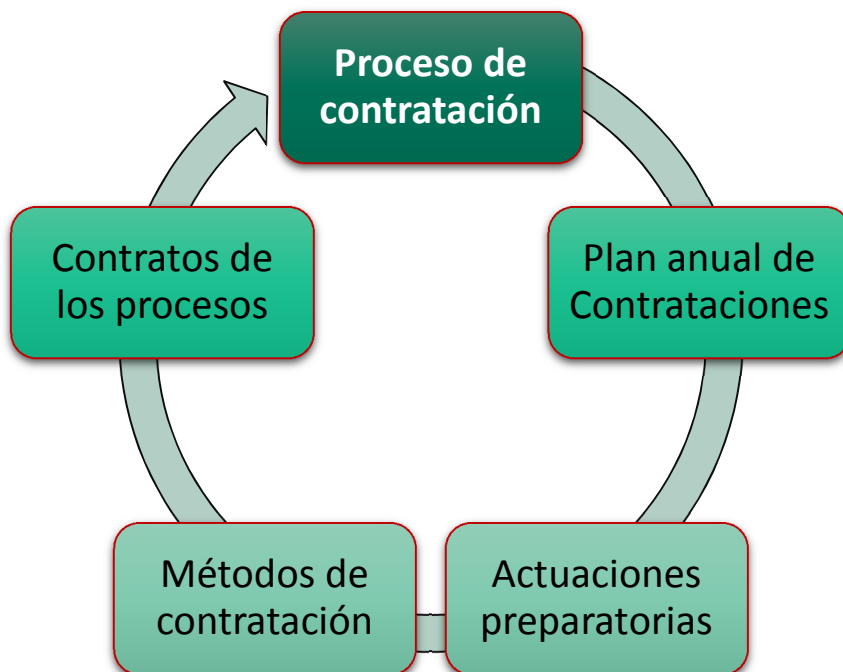 Proceso de
contratación
Plan anual de
Contrataciones
Actuaciones
preparatorias
Métodos de
contratación
Contratos de
los procesos